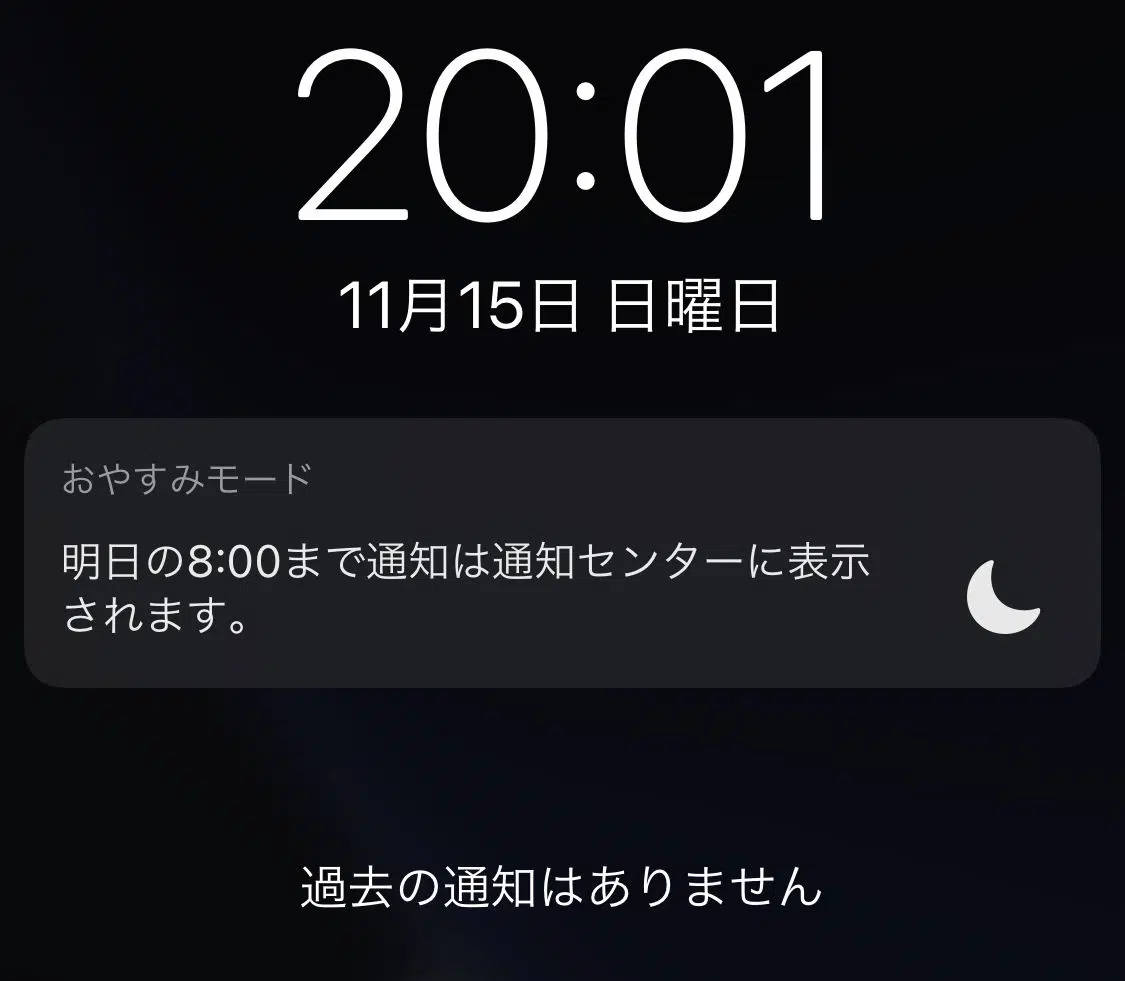 20:01
11月15日 日曜日
おやすみモード
明日の8:00まで通知は通知センターに表示
されます。
過去の通知はありません